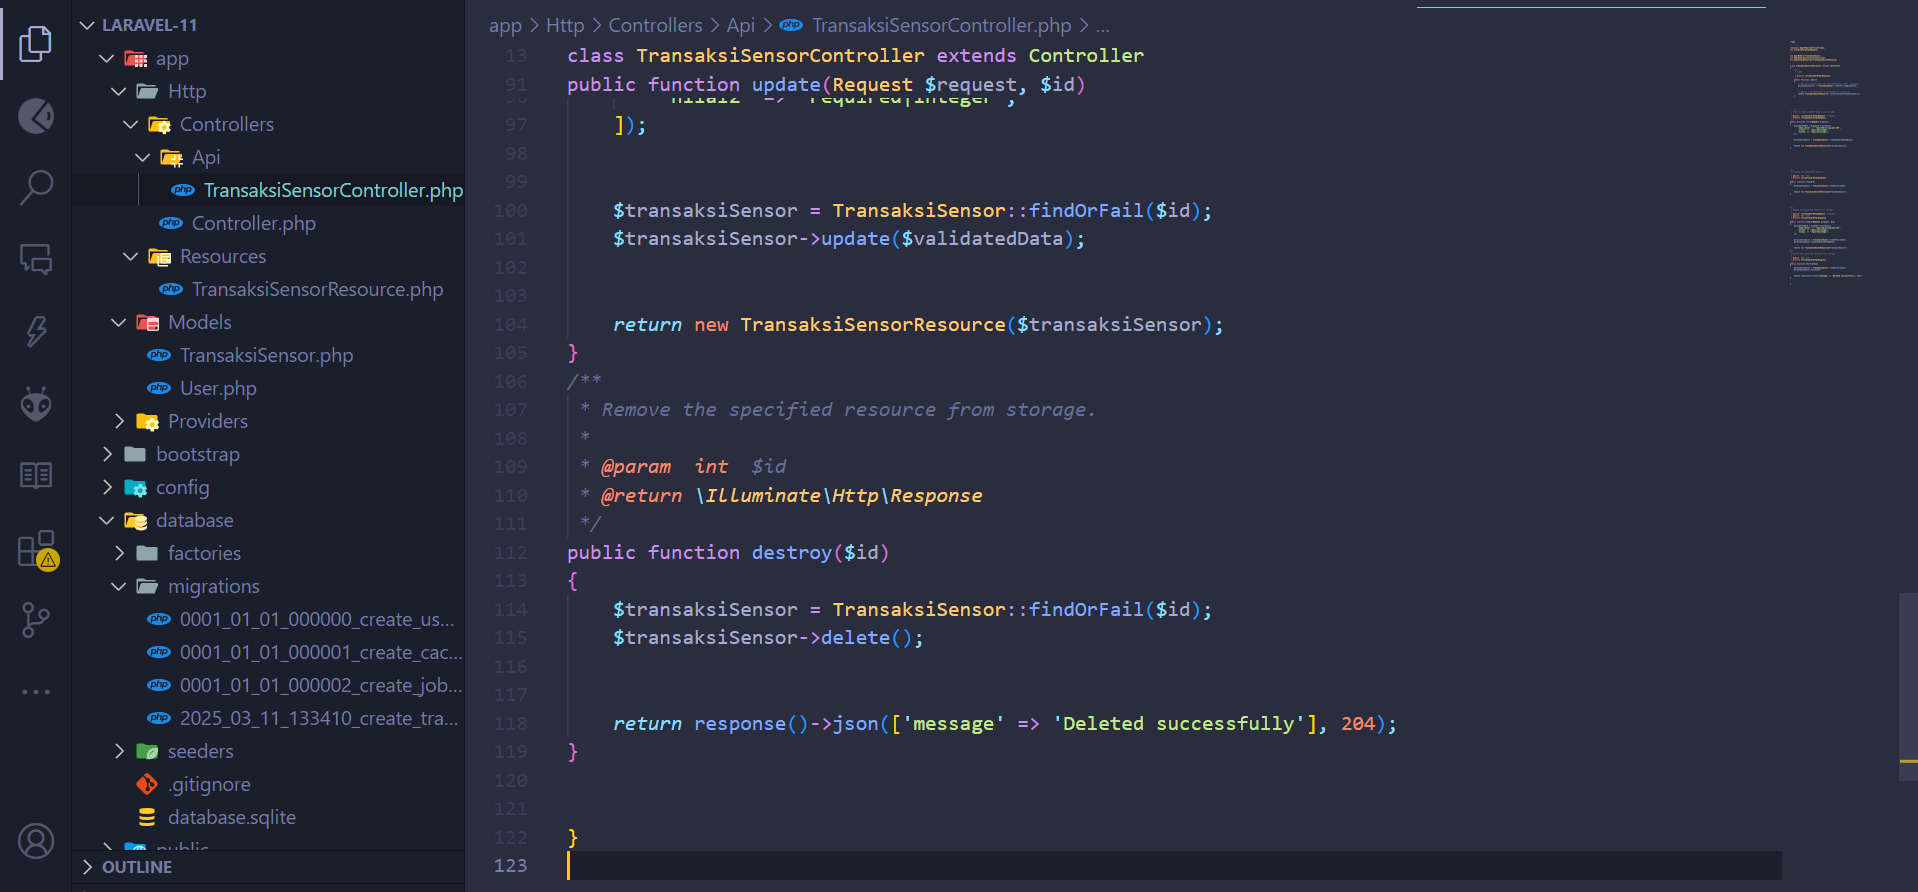 LARAVEL-11
app
Http
Controllers
Api
TransaksiSensorController.php
Controller.php
Resources
TransaksiSensorResource.php
Models
TransaksiSensor.php
User.php
Providers
bootstrap
config
database
factories
migrations
0001_01_01_000000_create_us...
0001_01_01_000001_create_cac...
0001_01_01_000002_create_job...
2025_03_11_133410_create_tra...
seeders
.gitignore
database.sqlite
public
OUTLINE
app > Http > Controllers > Api > TransaksiSensorController.php > ...
13 class TransaksiSensorController extends Controller
91 public function update(Request $request, $id)
96 'nilai2' => 'required|integer',
97 ]);
98
99
100 $transaksiSensor = TransaksiSensor::findOrFail($id);
101 $transaksiSensor->update($validatedData);
102
103
104 return new TransaksiSensorResource($transaksiSensor);
105 }
106 /**
107 * Remove the specified resource from storage.
108 *
109 * @param  int  $id
110 * @return \Illuminate\Http\Response
111 */
112 public function destroy($id)
113 {
114 $transaksiSensor = TransaksiSensor::findOrFail($id);
115 $transaksiSensor->delete();
116
117
118 return response()->json(['message' => 'Deleted successfully'], 204);
119 }
120
121
122 }
123